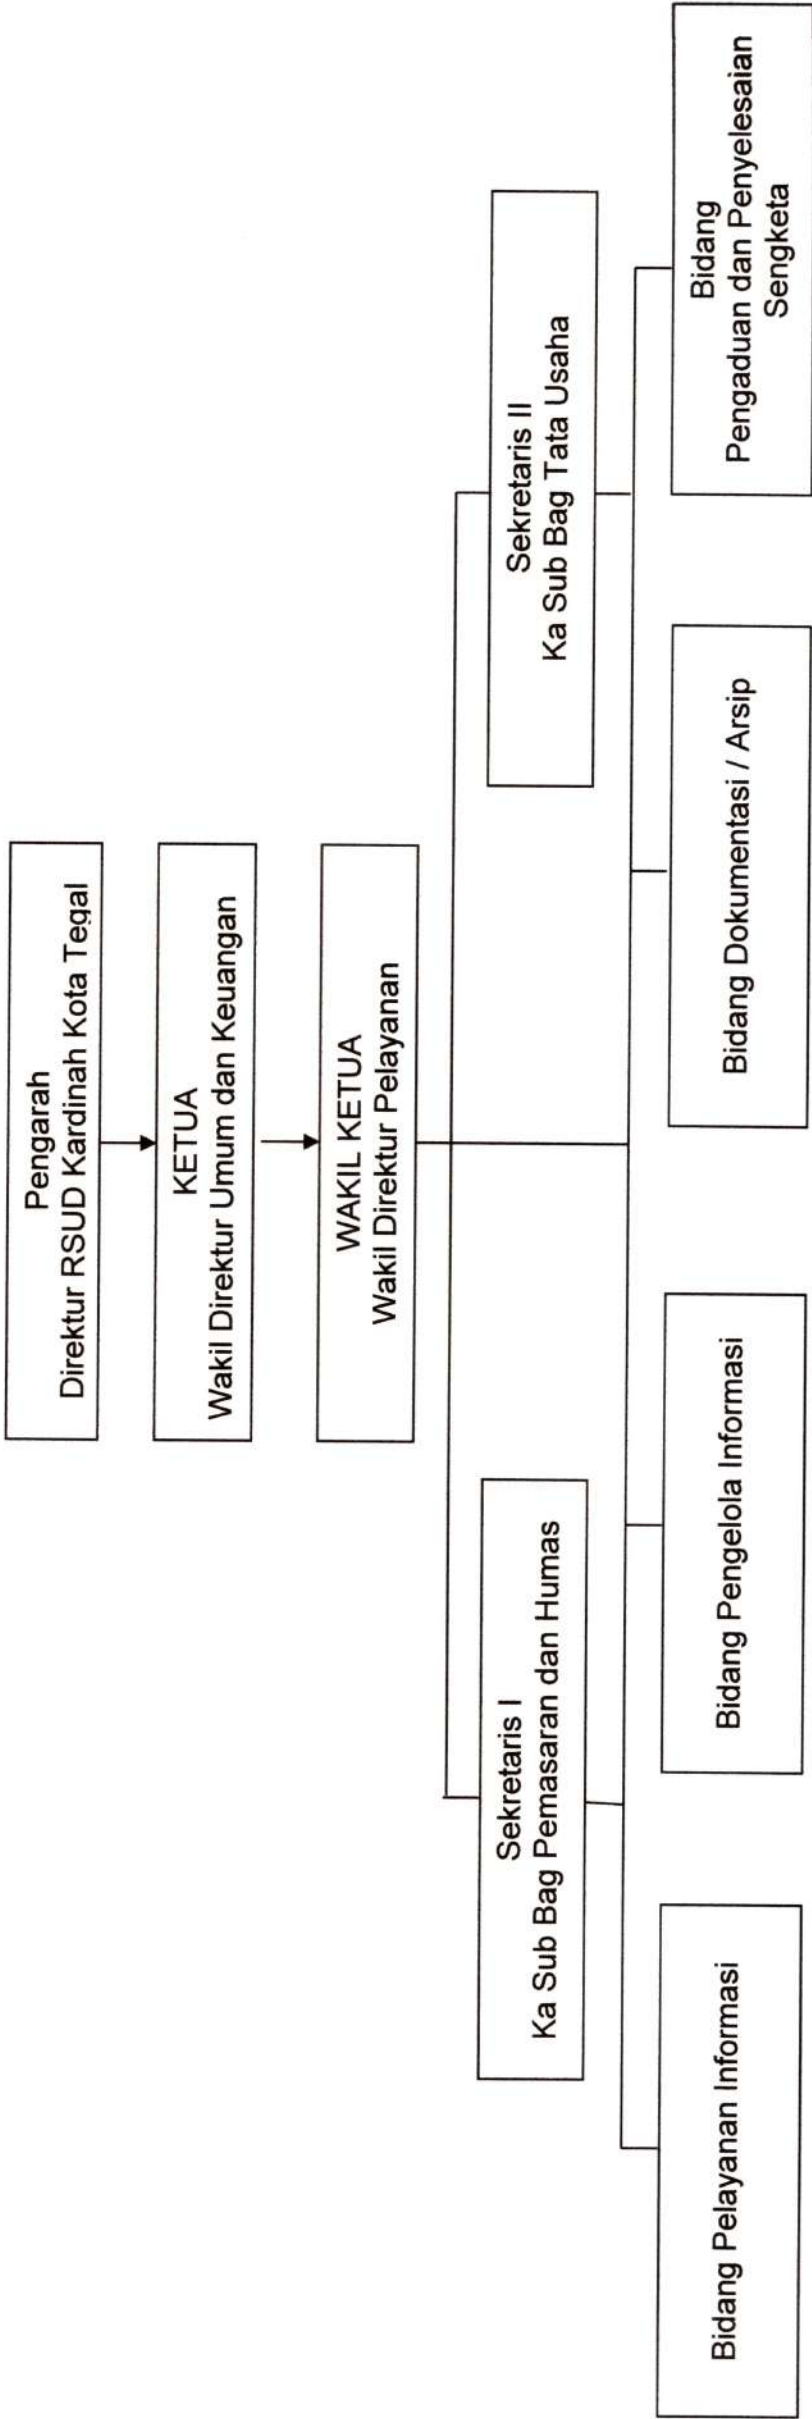 Pengarah
Direktur RSUD Kardinah Kota Tegal
KETUA
Wakil Direktur Umum dan Keuangan
WAKIL KETUA
Wakil Direktur Pelayanan
Sekretaris I
Ka Sub Bag Pemasaran dan Humas
Sekretaris II
Ka Sub Bag Tata Usaha
Bidang Pelayanan Informasi
Bidang Pengelola Informasi
Bidang Dokumentasi / Arsip
Bidang
Pengaduan dan Penyelesaian
Sengketa